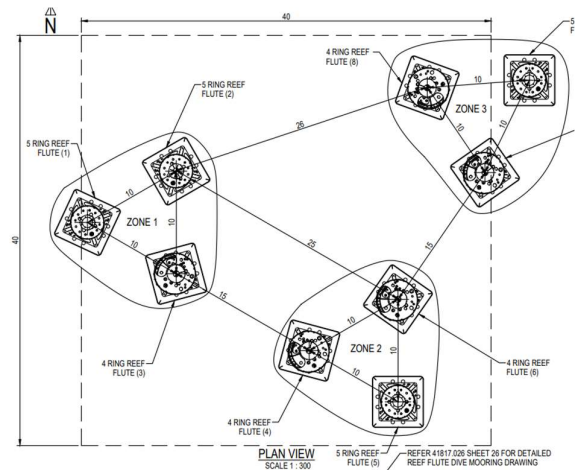 N
40
5
F
4 RING REEF
FLUTE (8)
10
ZONE 3
5 RING REEF
FLUTE (2)
26
10
5 RING REEF
FLUTE (1)
10
ZONE 1
10
40
10
25
15
15
10
ZONE 2
10
4 RING REEF
FLUTE (3)
10
4 RING REEF
FLUTE (6)
4 RING REEF
FLUTE (4)
PLAN VIEW
SCALE 1 : 300
5 RING REEF
FLUTE (5)
REFER 41817.026 SHEET 26 FOR DETAILED
REEF FLUTE DIVE MOORING DRAWING